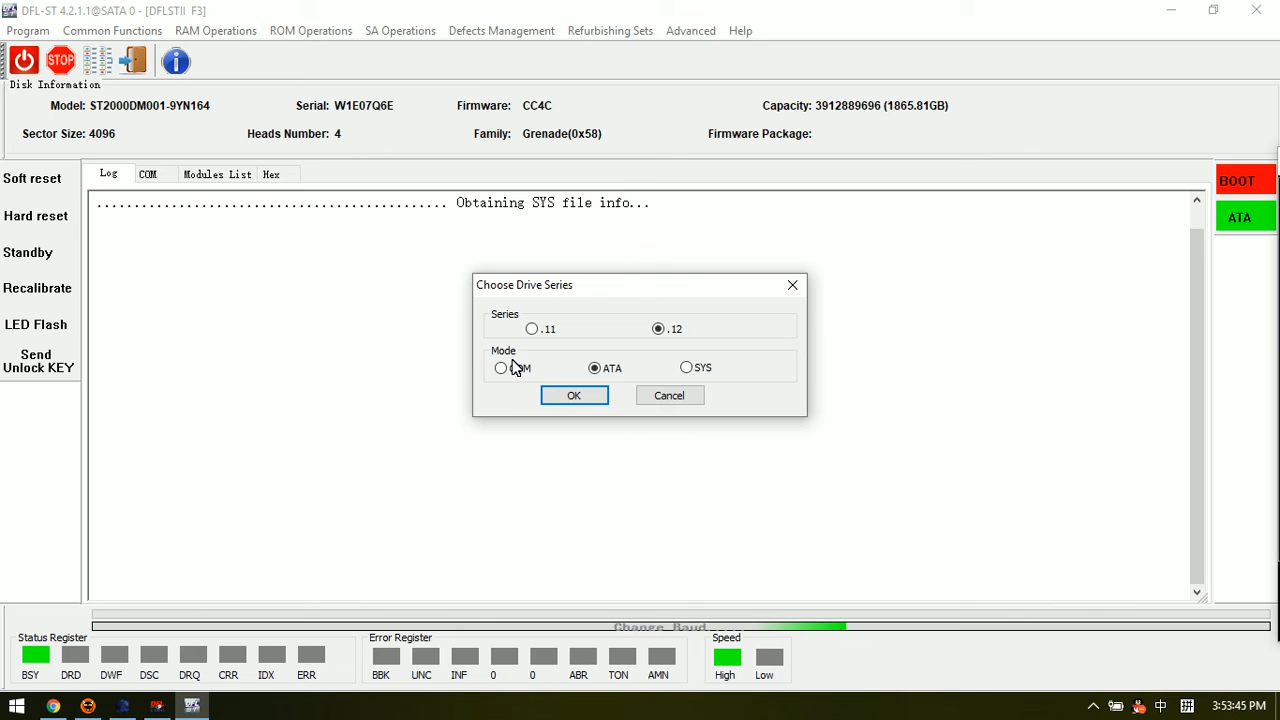 DFL-ST 4.2.1.1@SATA 0 - [DFLSTII F3]
Program Common Functions RAM Operations ROM Operations SA Operations Defects Management Refurbishing Sets Advanced Help
STOP
Disk Information
Model: ST2000DM001-9YN164 Serial: W1E07Q6E Firmware: CC4C Capacity: 3912889696 (1865.81GB)
Sector Size: 4096 Heads Number: 4 Family: Grenade(0x58) Firmware Package:
Soft reset
Hard reset
Standby
Recalibrate
LED Flash
Send
Unlock KEY
Log COM Modules List Hex
............................................... Obtaining SYS file info...
BOOT
ATA
Choose Drive Series
Series
.11 .12
Mode
ATA SYS
OK Cancel
Change Baud
Status Register
BSY DRD DWF DSC DRQ CRR IDX ERR
Error Register
BBK UNC INF 0 0 ABR TON AMN
Speed
High Low
中 拼 3:53:45 PM